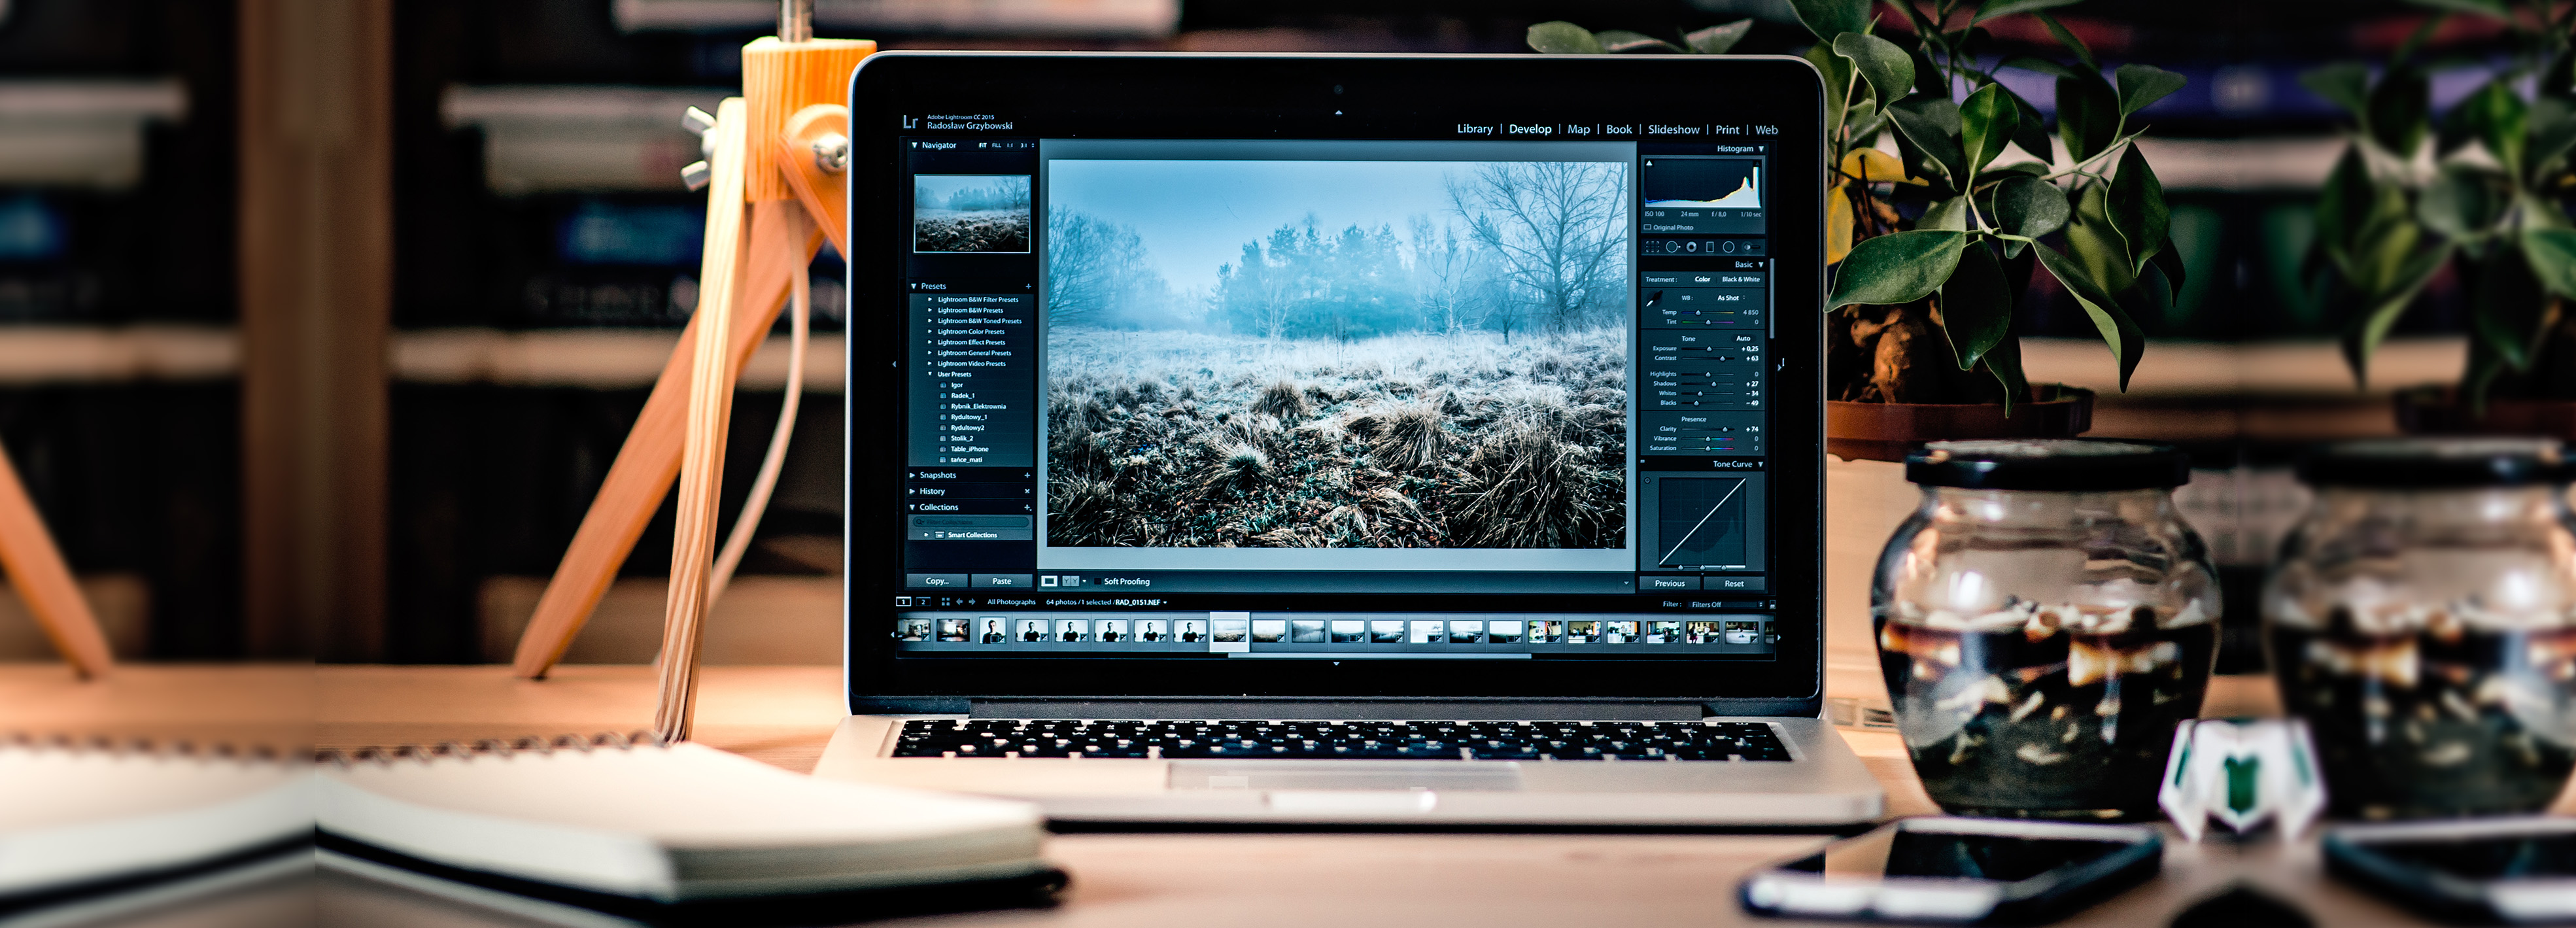 Lr
Adobe Lightroom CC 2015
Radosław Grzybowski
Library | Develop | Map | Book | Slideshow | Print | Web
Navigator FIT FILL 1:1 3:1
Presets
Lightroom B&W Filter Presets
Lightroom B&W Presets
Lightroom B&W Toned Presets
Lightroom Color Presets
Lightroom Effect Presets
Lightroom General Presets
Lightroom Video Presets
User Presets
Igor
Radek_1
Rybnik_Elektrownia
Rydultowy_1
Rydultowy2
Stolik_2
Table_iPhone
tańce_mati
Snapshots
History
Collections
Smart Collections
Copy... Paste
Soft Proofing
Histogram
ISO 100 24 mm f / 8,0 1/10 sec
Original Photo
Basic
Treatment : Color Black & White
WB : As Shot
Temp 4 850
Tint 0
Tone Auto
Exposure + 0,25
Contrast + 63
Highlights 0
Shadows + 27
Whites - 34
Blacks - 49
Presence
Clarity + 74
Vibrance 0
Saturation 0
Tone Curve
Previous Reset
1 2 All Photographs 64 photos / 1 selected / RAD_0151.NEF Filter : Filters Off